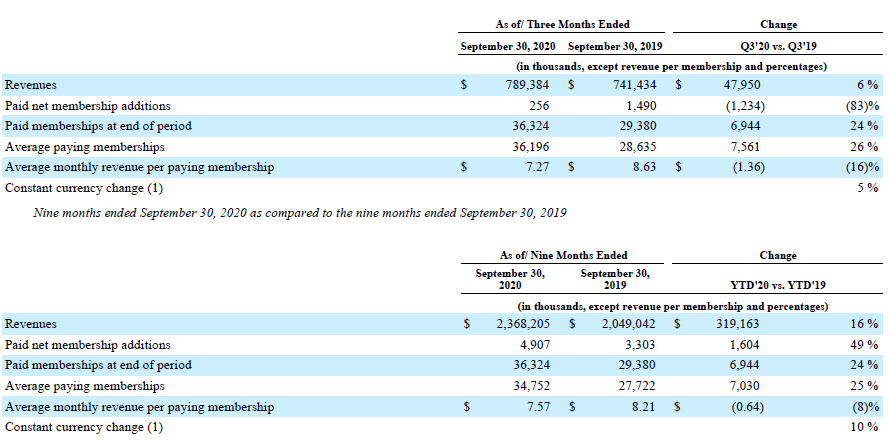 As of/ Three Months Ended Change
September 30, 2020 September 30, 2019 Q3'20 vs. Q3'19
(in thousands, except revenue per membership and percentages)
Revenues $ 789,384 $ 741,434 $ 47,950 6 %
Paid net membership additions 256 1,490 (1,234) (83)%
Paid memberships at end of period 36,324 29,380 6,944 24 %
Average paying memberships 36,196 28,635 7,561 26 %
Average monthly revenue per paying membership $ 7.27 $ 8.63 $ (1.36) (16)%
Constant currency change (1) 5 %
Nine months ended September 30, 2020 as compared to the nine months ended September 30, 2019
As of/ Nine Months Ended Change
September 30, September 30,
2020 2019 YTD'20 vs. YTD'19
(in thousands, except revenue per membership and percentages)
Revenues $ 2,368,205 $ 2,049,042 $ 319,163 16 %
Paid net membership additions 4,907 3,303 1,604 49 %
Paid memberships at end of period 36,324 29,380 6,944 24 %
Average paying memberships 34,752 27,722 7,030 25 %
Average monthly revenue per paying membership $ 7.57 $ 8.21 $ (0.64) (8)%
Constant currency change (1) 10 %